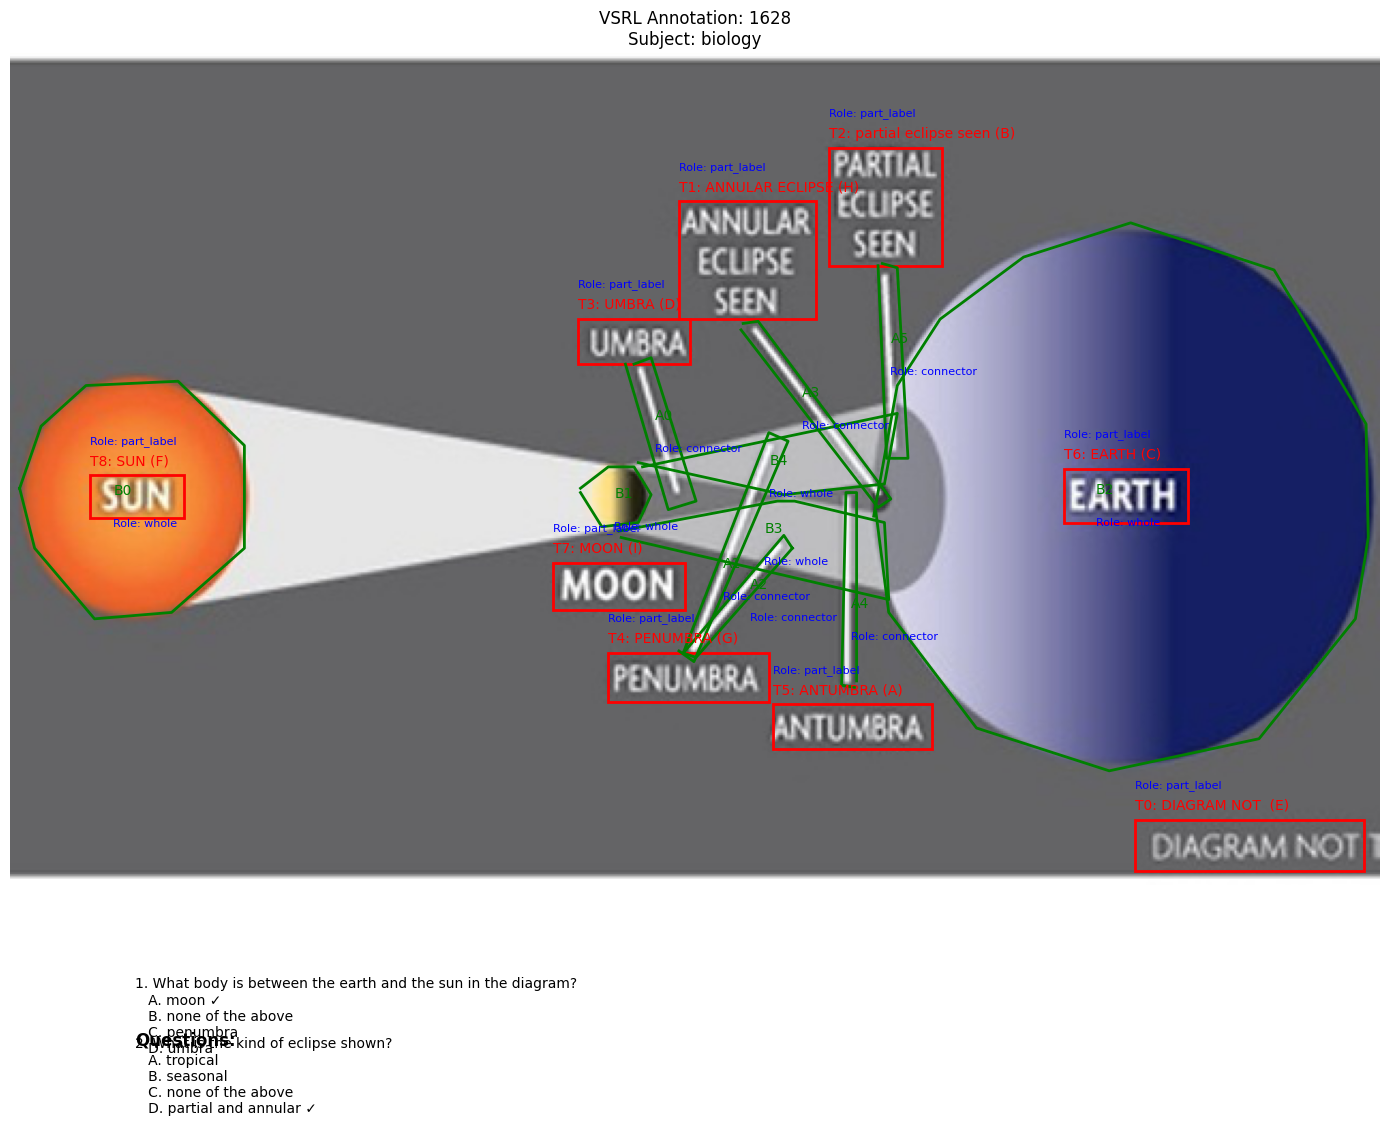 VSRL Annotation: 1628
Subject: biology
Role: part_label
T2: partial eclipse seen (B)
PARTIAL
ECLIPSE
SEEN
Role: part_label
T1: ANNULAR ECLIPSE (H)
ANNULAR
ECLIPSE
SEEN
Role: part_label
T3: UMBRA (D)
UMBRA
A5
Role: connector
A3
Role: connector
A0
Role: connector
B4
Role: whole
Role: part_label
T8: SUN (F)
SUN
B0
Role: whole
B1
Role: whole
Role: part_label
T6: EARTH (C)
EARTH
Role: whole
Role: part_label
T7: MOON (I)
MOON
B3
Role: whole
Role: connector
A2
Role: connector
A4
Role: connector
Role: part_label
T4: PENUMBRA (G)
PENUMBRA
Role: part_label
T5: ANTUMBRA (A)
ANTUMBRA
Role: part_label
T0: DIAGRAM NOT  (E)
DIAGRAM NOT T
1. What body is between the earth and the sun in the diagram?
A. moon ✓
B. none of the above
C. penumbra
D. umbra
Questions:
2. What is the kind of eclipse shown?
A. tropical
B. seasonal
C. none of the above
D. partial and annular ✓